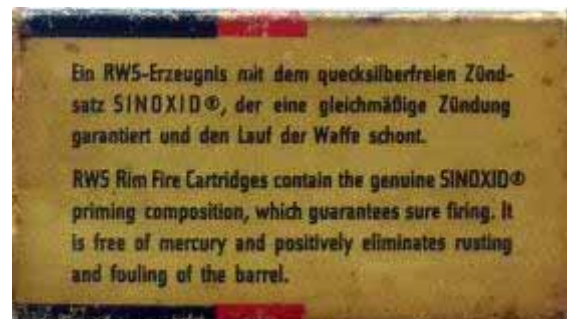 Ein RWS-Erzeugnis mit dem quecksilberfreien Zünd-
satz SINOXID®, der eine gleichmäßige Zündung
garantiert und den Lauf der Waffe schont.
RWS Rim Fire Cartridges contain the genuine SINOXID®
priming composition, which guarantees sure firing. It
is free of mercury and positively eliminates rusting
and fouling of the barrel.